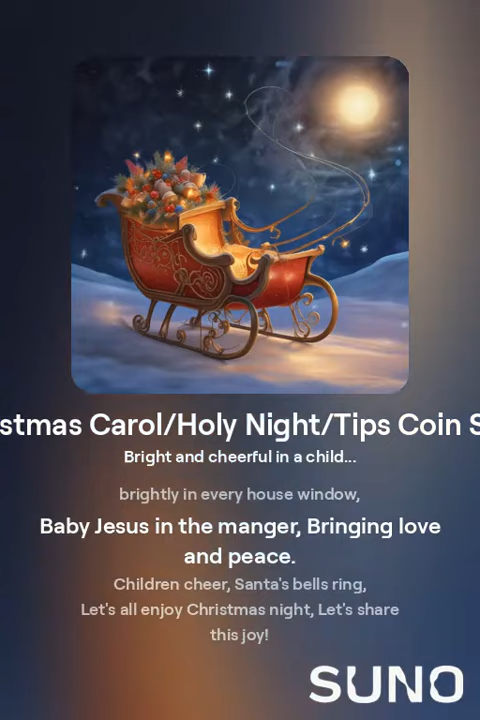 stmas Carol/Holy Night/Tips Coin S
Bright and cheerful in a child...
brightly in every house window,
Baby Jesus in the manger, Bringing love
and peace.
Children cheer, Santa's bells ring,
Let's all enjoy Christmas night, Let's share
this joy!
SUNO